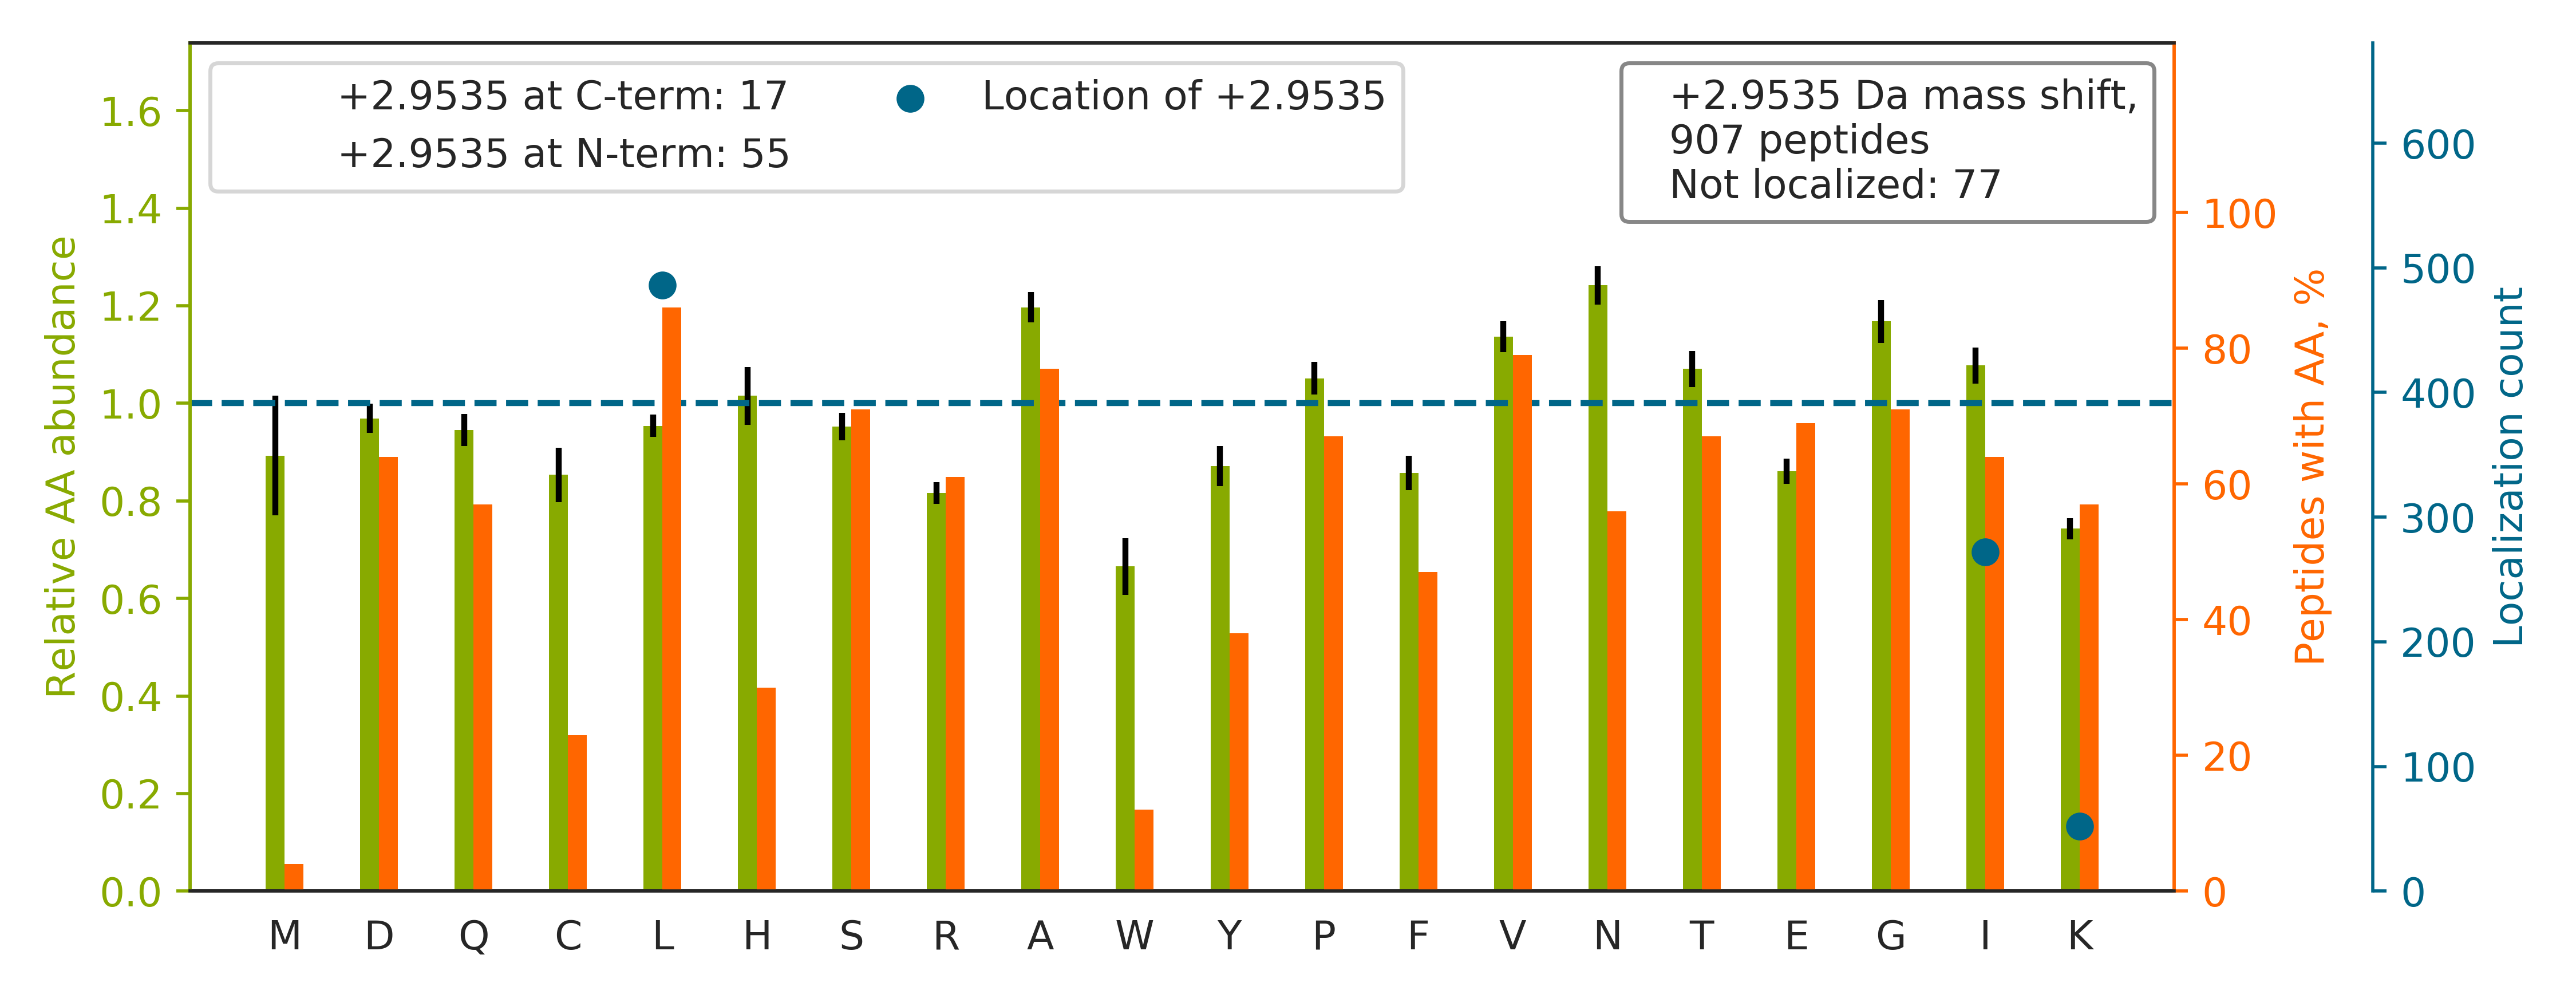 +2.9535 at C-term: 17
+2.9535 at N-term: 55
Location of +2.9535
+2.9535 Da mass shift,
907 peptides
Not localized: 77
Relative AA abundance
1.6
1.4
1.2
1.0
0.8
0.6
0.4
0.2
0.0
M D Q C L H S R A W Y P F V N T E G I K
100
80
60
40
20
0
Peptides with AA, %
600
500
400
300
200
100
0
Localization count